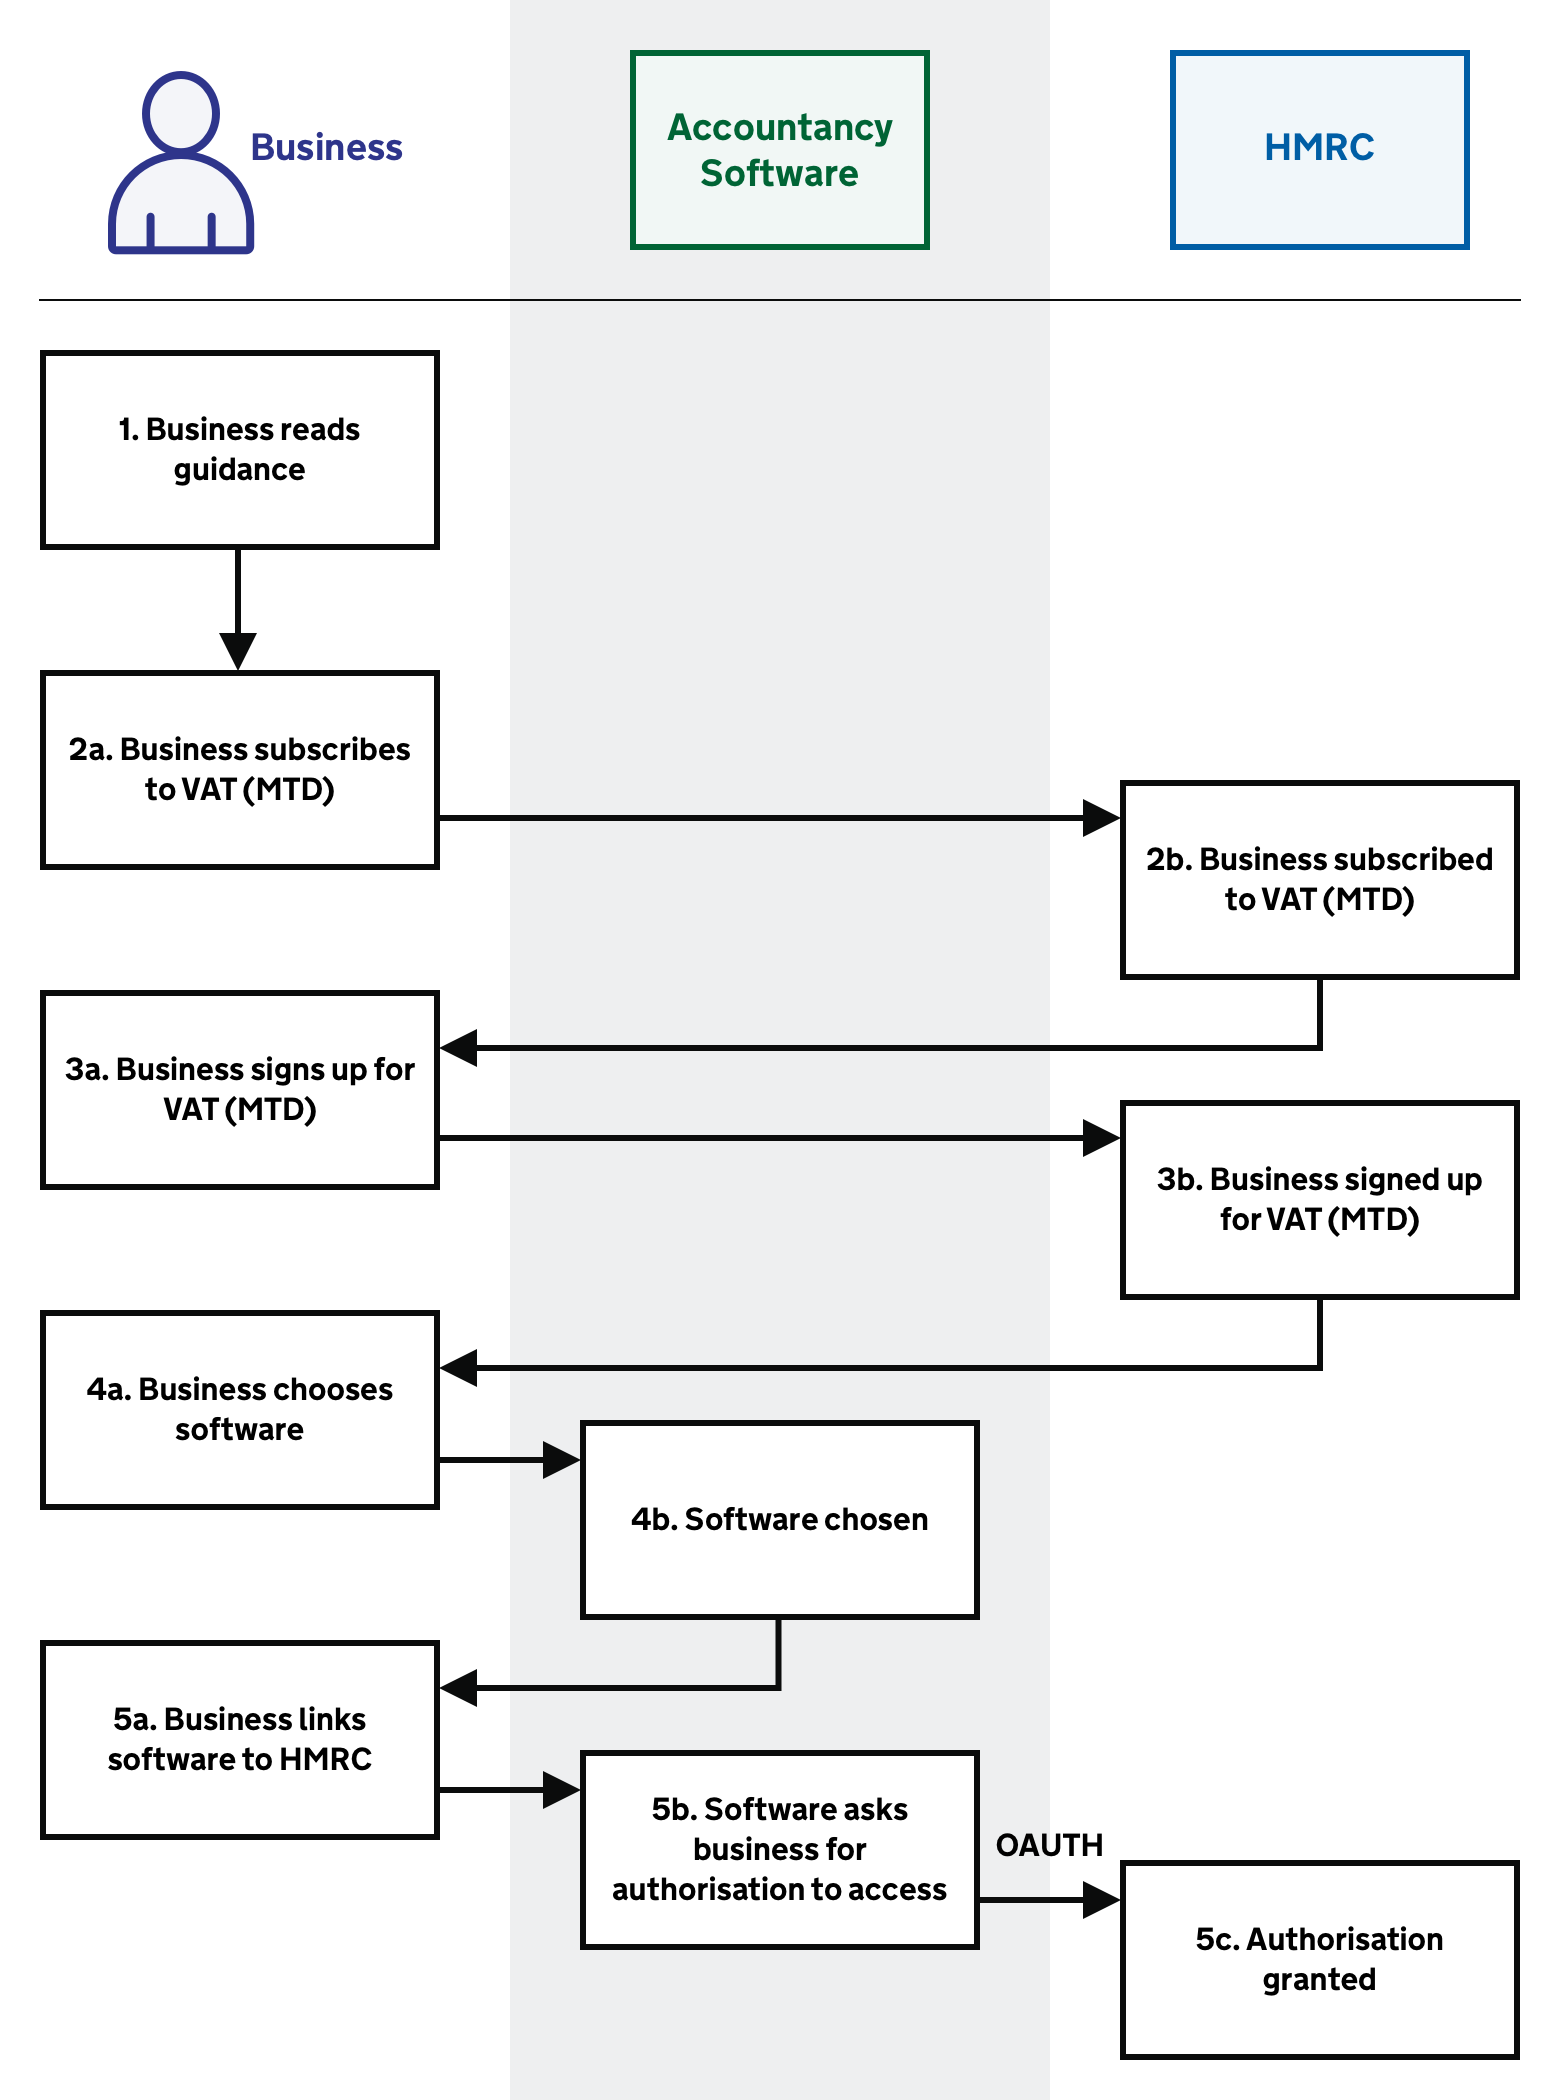 Business
Accountancy
Software
HMRC
1. Business reads
guidance
2a. Business subscribes
to VAT (MTD)
2b. Business subscribed
to VAT (MTD)
3a. Business signs up for
VAT (MTD)
3b. Business signed up
for VAT (MTD)
4a. Business chooses
software
4b. Software chosen
5a. Business links
software to HMRC
5b. Software asks
business for
authorisation to access
OAUTH
5c. Authorisation
granted